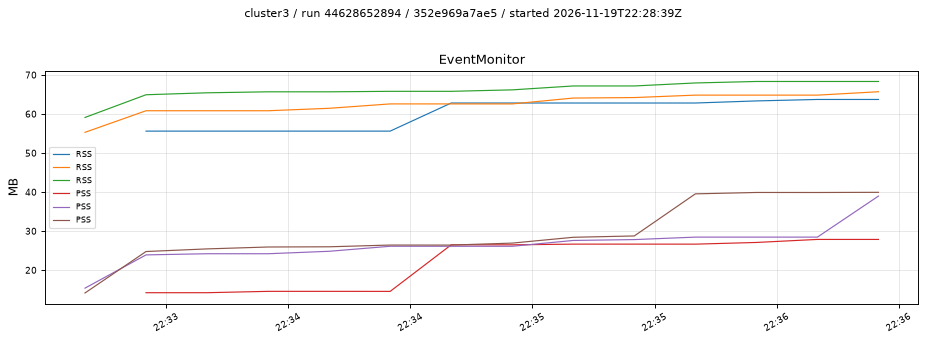 cluster3 / run 44628652894 / 352e969a7ae5 / started 2026-11-19T22:28:39Z
EventMonitor
MB
70
60
50
40
30
20
RSS
RSS
RSS
PSS
PSS
PSS
22:33
22:34
22:34
22:35
22:35
22:36
22:36